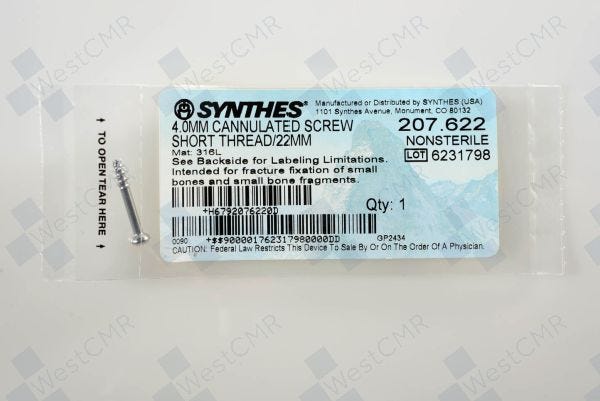 SYNTHES®
Manufactured or Distributed by SYNTHES (USA)
1101 Synthes Avenue, Monument, CO 80132
4.0MM CANNULATED SCREW
SHORT THREAD/22MM
207.622
NONSTERILE
LOT 6231798
Mat: 316L
See Backside for Labeling Limitations.
Intended for fracture fixation of small
bones and small bone fragments.
Qty: 1
+H6792076220D
0090
+$$900001762317980000DD
GP2434
CAUTION: Federal Law Restricts This Device To Sale By Or On The Order Of A Physician.
TO OPEN TEAR HERE
WestCMR